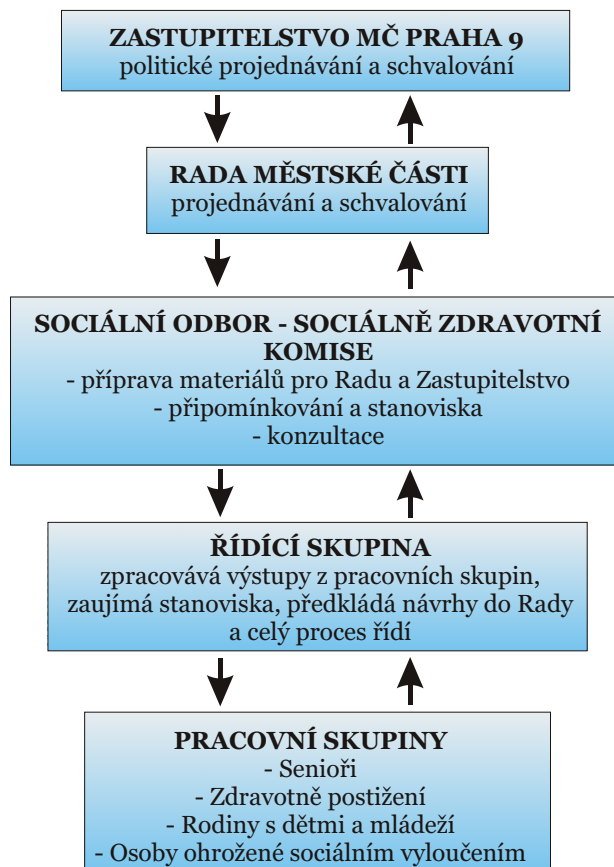 ZASTUPITELSTVO MČ PRAHA 9
politické projednávání a schvalování
RADA MĚSTSKÉ ČÁSTI
projednávání a schvalování
SOCIÁLNÍ ODBOR - SOCIÁLNĚ ZDRAVOTNÍ
KOMISE
- příprava materiálů pro Radu a Zastupitelstvo
- připomínkování a stanoviska
- konzultace
ŘÍDÍCÍ SKUPINA
zpracovává výstupy z pracovních skupin,
zaujímá stanoviska, předkládá návrhy do Rady
a celý proces řídí
PRACOVNÍ SKUPINY
- Senioři
- Zdravotně postižení
- Rodiny s dětmi a mládeží
- Osoby ohrožené sociálním vyloučením